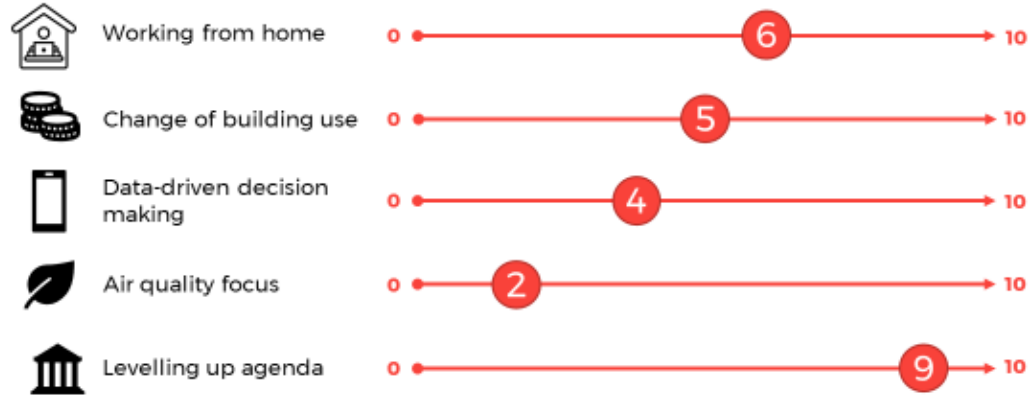 Working from home 0 6 10
Change of building use 0 5 10
Data-driven decision
making 0 4 10
Air quality focus 0 2 10
Levelling up agenda 0 9 10